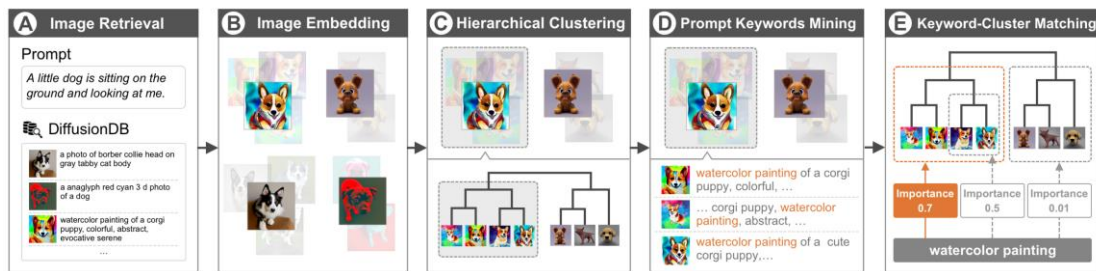 A Image Retrieval
Prompt
A little dog is sitting on the
ground and looking at me.
DiffusionDB
a photo of borber collie head on
gray tabby cat body
a anaglyph red cyan 3 d photo
of a dog
watercolor painting of a corgi
puppy, colorful, abstract,
evocative serene
...
B Image Embedding
C Hierarchical Clustering
D Prompt Keywords Mining
watercolor painting of a corgi
puppy, colorful, ...
... corgi puppy, watercolor
painting, abstract, ...
watercolor painting of a cute
corgi puppy,...
E Keyword-Cluster Matching
Importance
0.7
Importance
0.5
Importance
0.01
watercolor painting